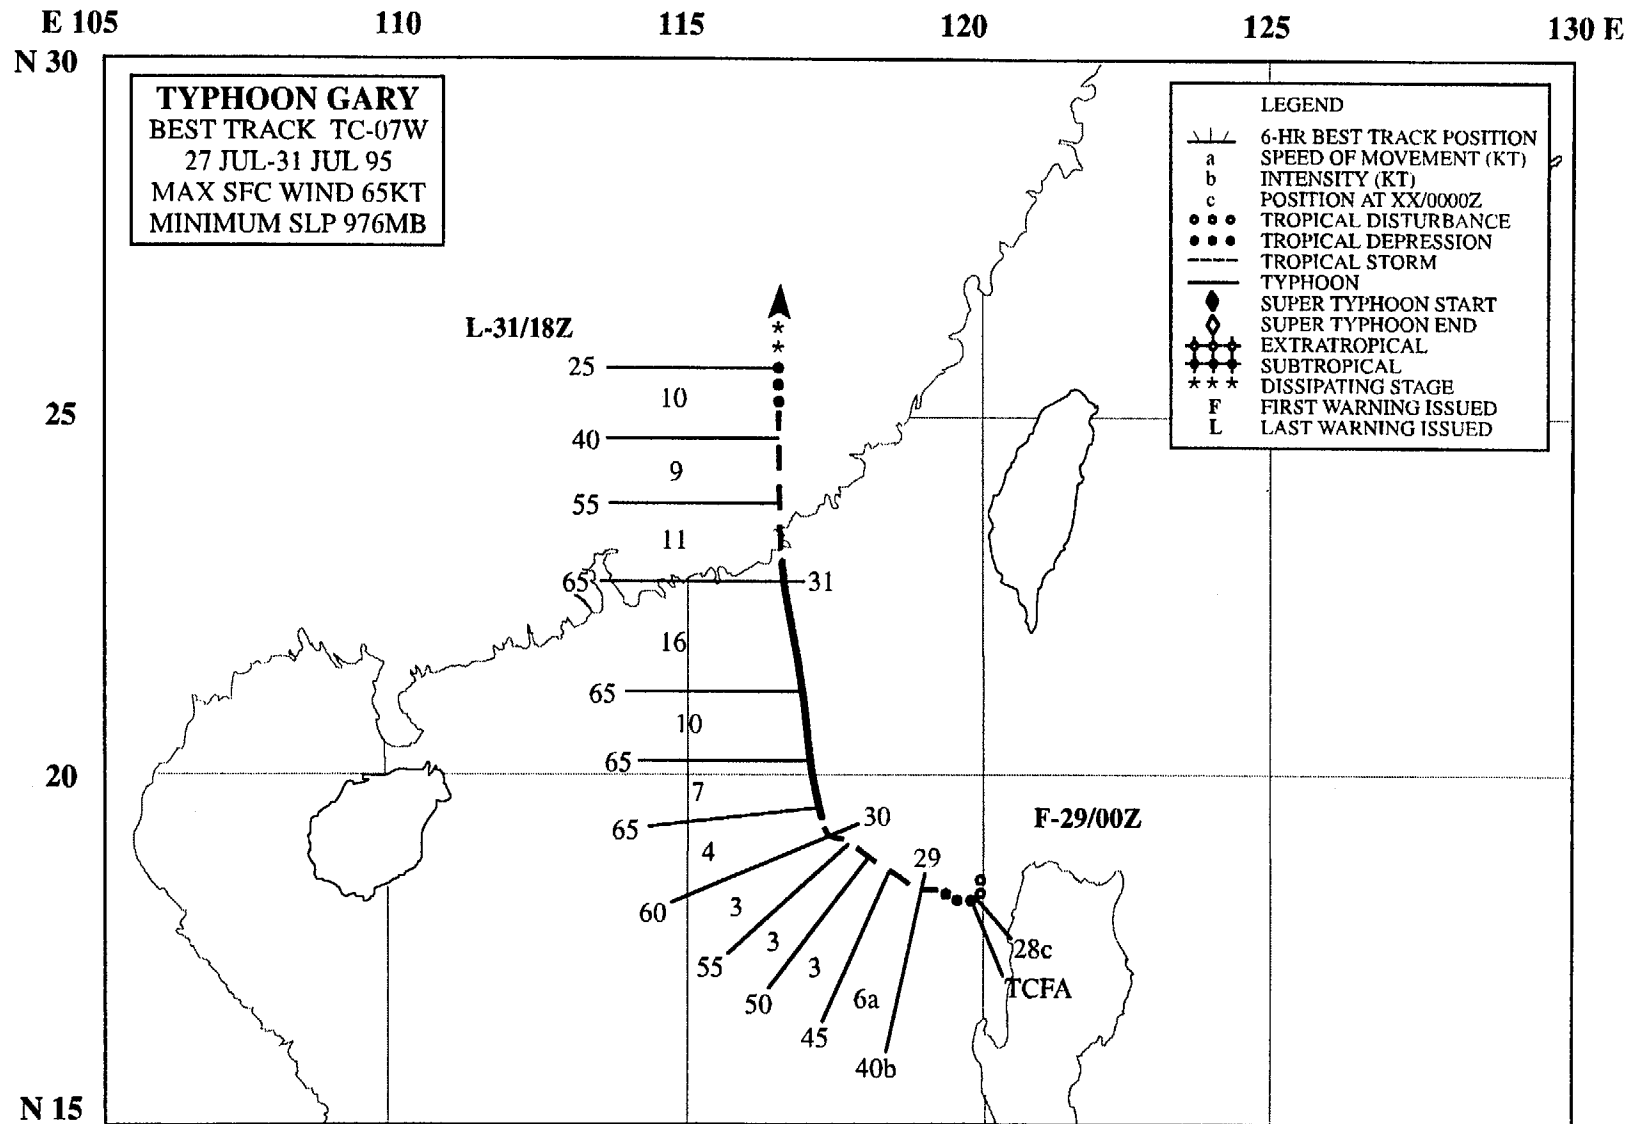 E 105 110 115 120 125 130 E
N 30
TYPHOON GARY
BEST TRACK TC-07W
27 JUL-31 JUL 95
MAX SFC WIND 65KT
MINIMUM SLP 976MB
LEGEND
6-HR BEST TRACK POSITION
a SPEED OF MOVEMENT (KT)
b INTENSITY (KT)
c POSITION AT XX/0000Z
TROPICAL DISTURBANCE
TROPICAL DEPRESSION
TROPICAL STORM
TYPHOON
SUPER TYPHOON START
SUPER TYPHOON END
EXTRATROPICAL
SUBTROPICAL
* * * DISSIPATING STAGE
F FIRST WARNING ISSUED
L LAST WARNING ISSUED
L-31/18Z
*
*
25
10
25
40
9
55
11
65 31
16
65
10
65
20
7
65
30
F-29/00Z
4
29
60
3
28c
3
55
3
TCFA
50
6a
45
40b
N 15